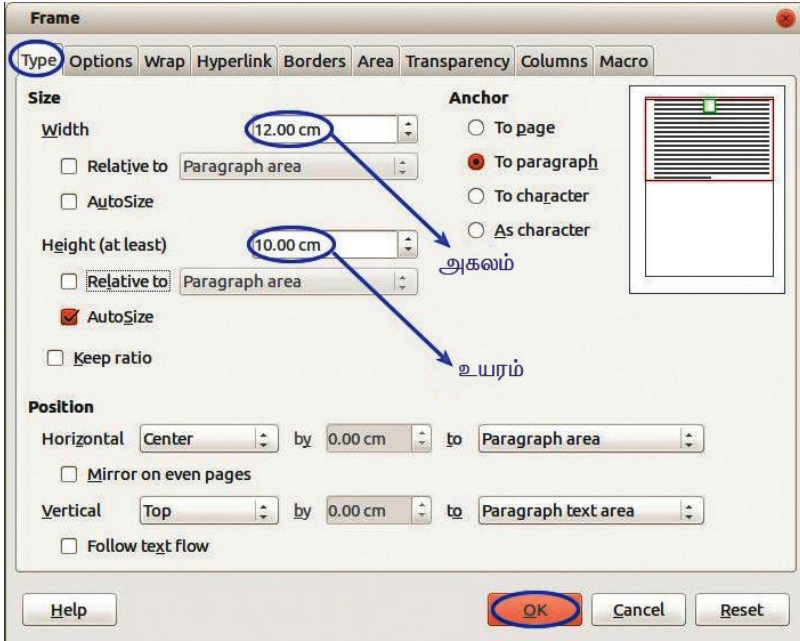 Frame
Type Options Wrap Hyperlink Borders Area Transparency Columns Macro
Size
Width 12.00 cm
Relative to Paragraph area
AutoSize
Height (at least) 10.00 cm
Relative to Paragraph area
AutoSize
Keep ratio
Anchor
To page
To paragraph
To character
As character
அகலம்
உயரம்
Position
Horizontal Center by 0.00 cm to Paragraph area
Mirror on even pages
Vertical Top by 0.00 cm to Paragraph text area
Follow text flow
Help OK Cancel Reset